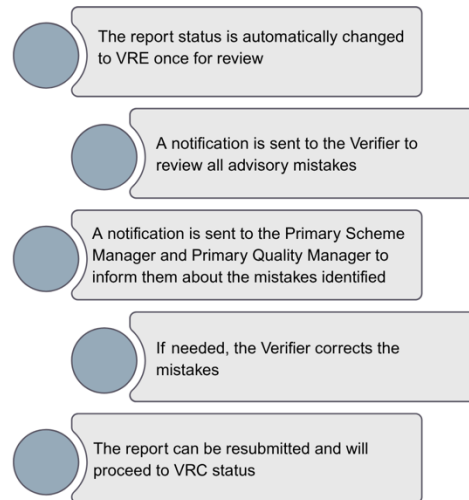 The report status is automatically changed
to VRE once for review
A notification is sent to the Verifier to
review all advisory mistakes
A notification is sent to the Primary Scheme
Manager and Primary Quality Manager to
inform them about the mistakes identified
If needed, the Verifier corrects the
mistakes
The report can be resubmitted and will
proceed to VRC status